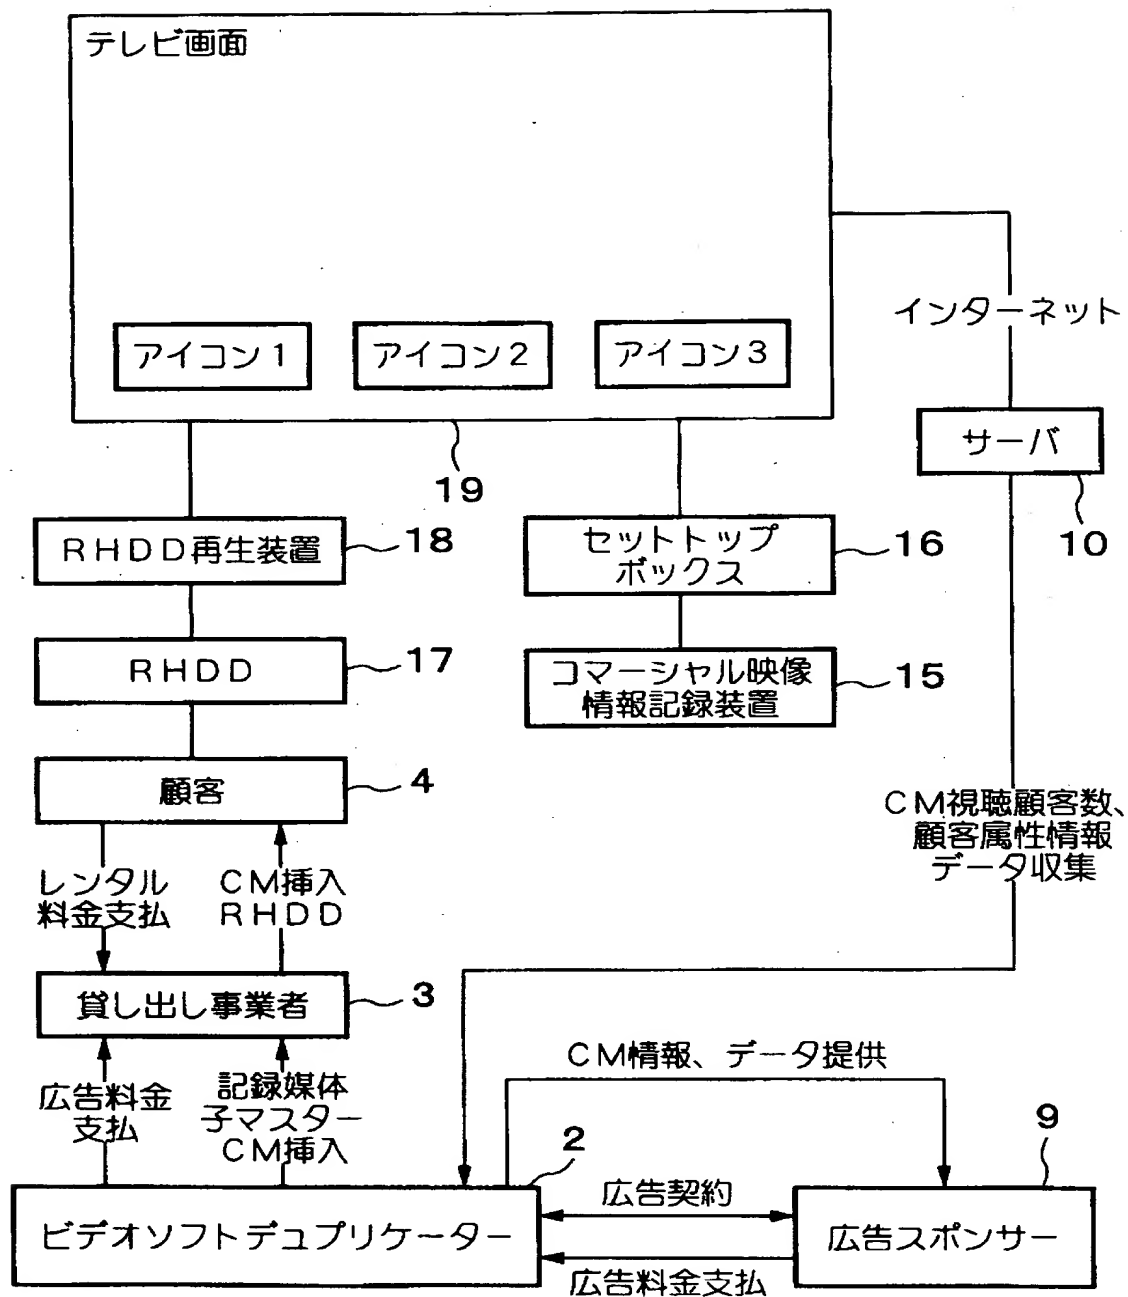 テレビ画面
インターネット
アイコン1
アイコン2
アイコン3
サーバ
19
10
RHDD再生装置
18
セットトップ
ボックス
16
RHDD
17
コマーシャル映像
情報記録装置
15
顧客
4
CM視聴顧客数、
顧客属性情報
データ収集
レンタル
料金支払
CM挿入
RHDD
貸し出し事業者
3
CM情報、データ提供
広告料金
支払
記録媒体
子マスター
CM挿入
2
9
ビデオソフトデュプリケーター
広告契約
広告スポンサー
広告料金支払